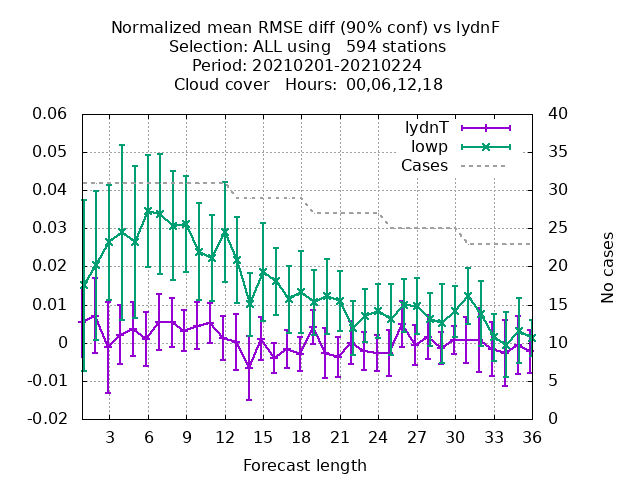 Normalized mean RMSE diff (90% conf) vs lydnF
Selection: ALL using   594 stations
Period: 20210201-20210224
Cloud cover   Hours:  00,06,12,18
0.06
0.05
0.04
0.03
0.02
0.01
0
-0.01
-0.02
lydnT
lowp
Cases
40
35
30
25
20
15
10
5
0
No cases
3 6 9 12 15 18 21 24 27 30 33 36
Forecast length